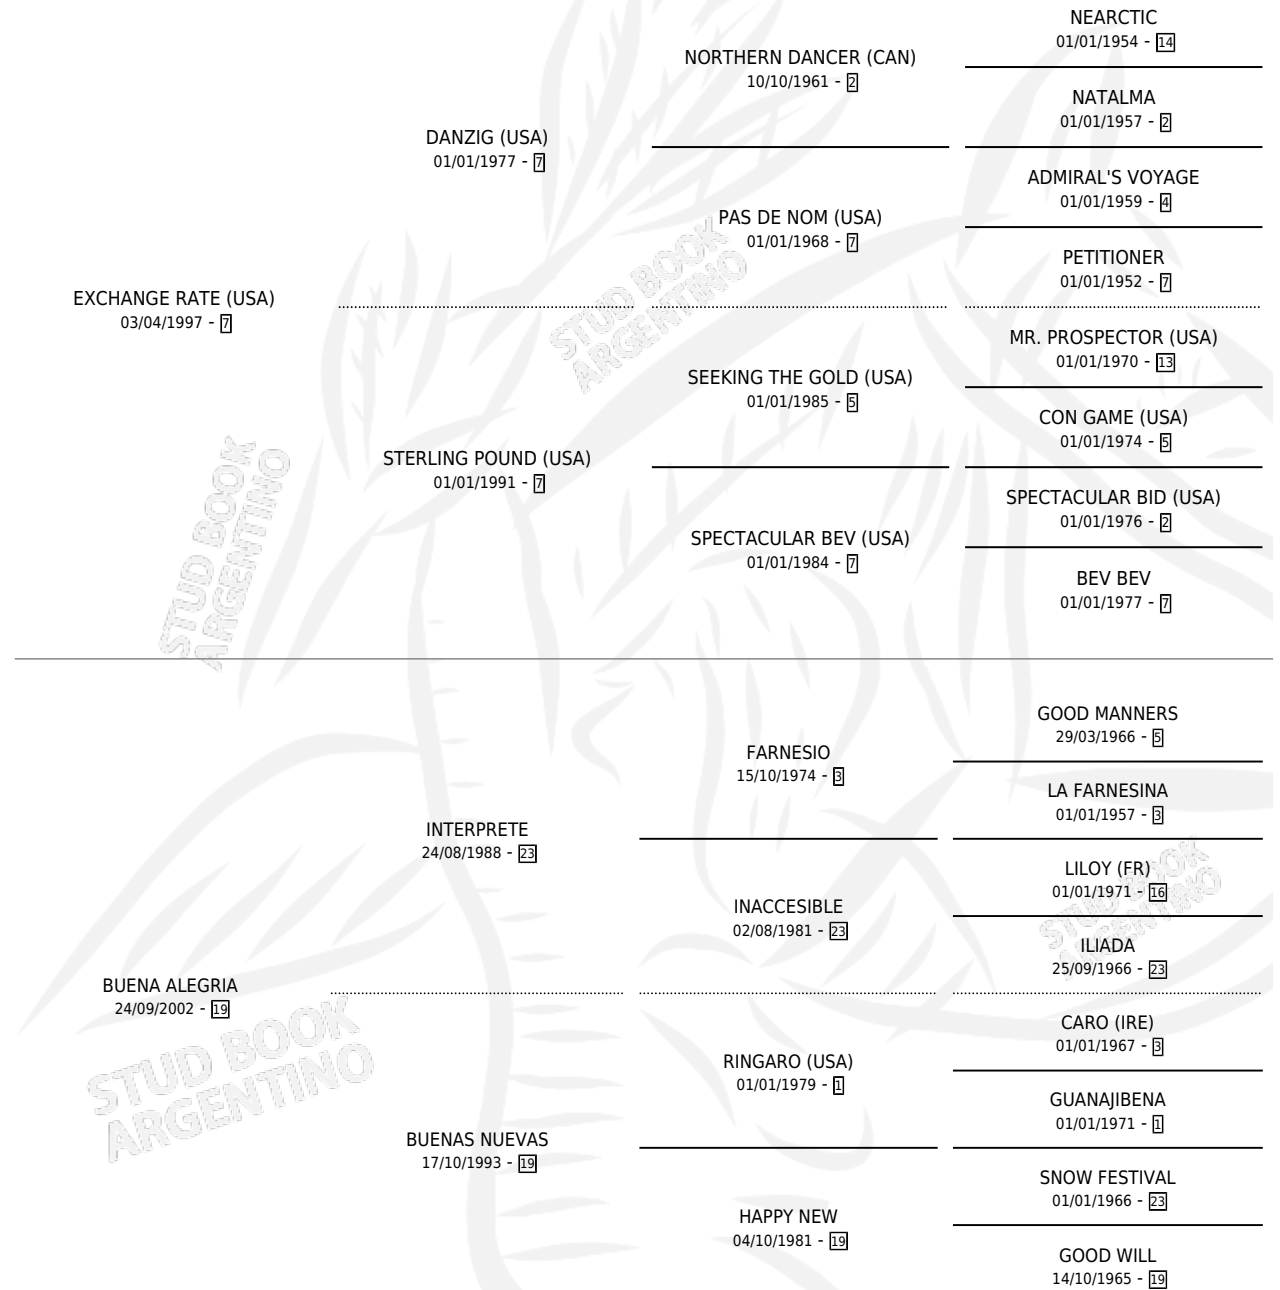 NEARCTIC
01/01/1954 - 14
NORTHERN DANCER (CAN)
10/10/1961 - 2
NATALMA
01/01/1957 - 2
DANZIG (USA)
01/01/1977 - 7
ADMIRAL'S VOYAGE
01/01/1959 - 4
PAS DE NOM (USA)
01/01/1968 - 7
PETITIONER
01/01/1952 - 7
EXCHANGE RATE (USA)
03/04/1997 - 7
STUD BOOK
ARGENTINO
MR. PROSPECTOR (USA)
01/01/1970 - 13
SEEKING THE GOLD (USA)
01/01/1985 - 5
CON GAME (USA)
01/01/1974 - 5
STERLING POUND (USA)
01/01/1991 - 7
SPECTACULAR BID (USA)
01/01/1976 - 2
SPECTACULAR BEV (USA)
01/01/1984 - 7
BEV BEV
01/01/1977 - 7
STUD BOOK
ARGENTINO
GOOD MANNERS
29/03/1966 - 5
FARNESIO
15/10/1974 - 3
LA FARNESINA
01/01/1957 - 3
INTERPRETE
24/08/1988 - 23
LILOY (FR)
01/01/1971 - 16
INACCESIBLE
02/08/1981 - 23
ILIADA
25/09/1966 - 23
STUD BOOK
ARGENTINO
BUENA ALEGRIA
24/09/2002 - 19
CARO (IRE)
01/01/1967 - 3
RINGARO (USA)
01/01/1979 - 1
GUANAJIBENA
01/01/1971 - 1
STUD BOOK
ARGENTINO
BUENAS NUEVAS
17/10/1993 - 19
SNOW FESTIVAL
01/01/1966 - 23
HAPPY NEW
04/10/1981 - 19
GOOD WILL
14/10/1965 - 19